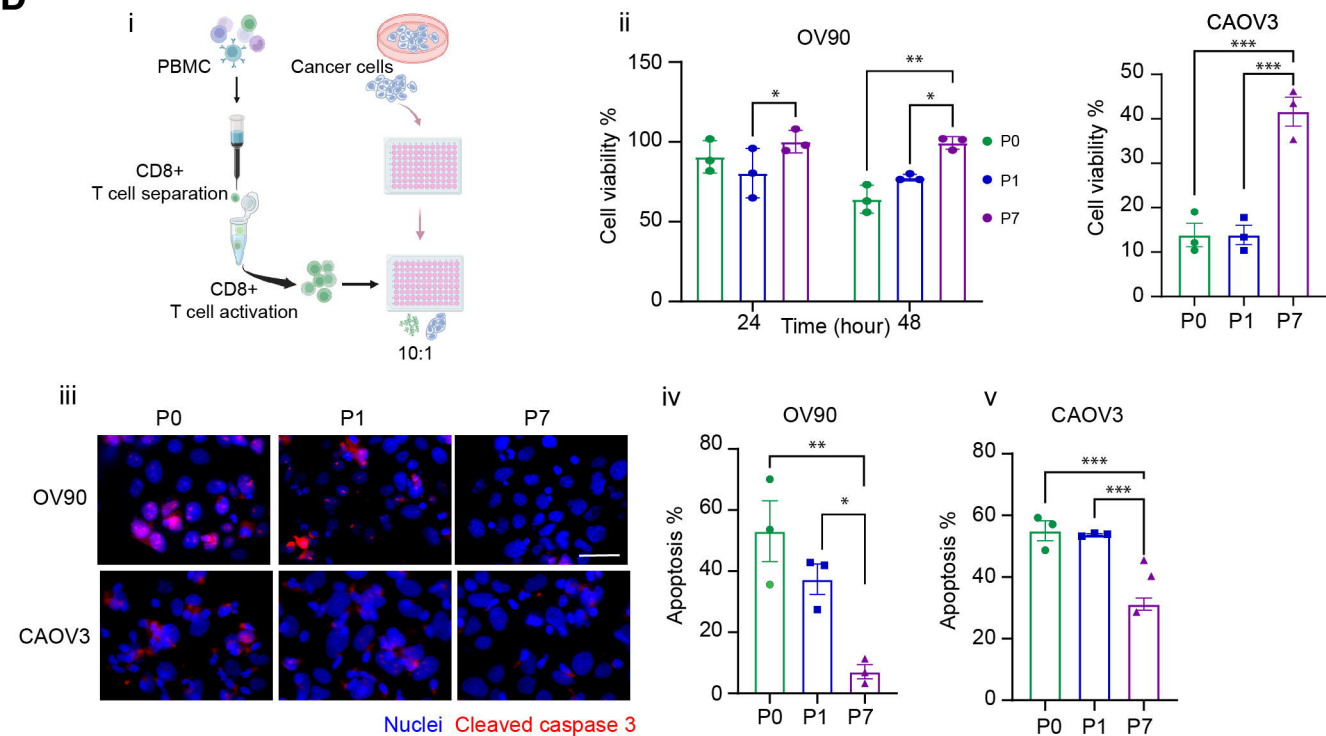 D
i
PBMC
Cancer cells
CD8+
T cell separation
CD8+
T cell activation
10:1
ii
OV90
Cell viability %
150
100
50
0
24
Time (hour)
48
*
**
*
P0
P1
P7
CAOV3
Cell viability %
50
40
30
20
10
0
***
***
P0
P1
P7
iii
P0
P1
P7
OV90
CAOV3
Nuclei
Cleaved caspase 3
iv
OV90
Apoptosis %
80
60
40
20
0
**
*
P0
P1
P7
v
CAOV3
Apoptosis %
80
60
40
20
0
***
***
P0
P1
P7